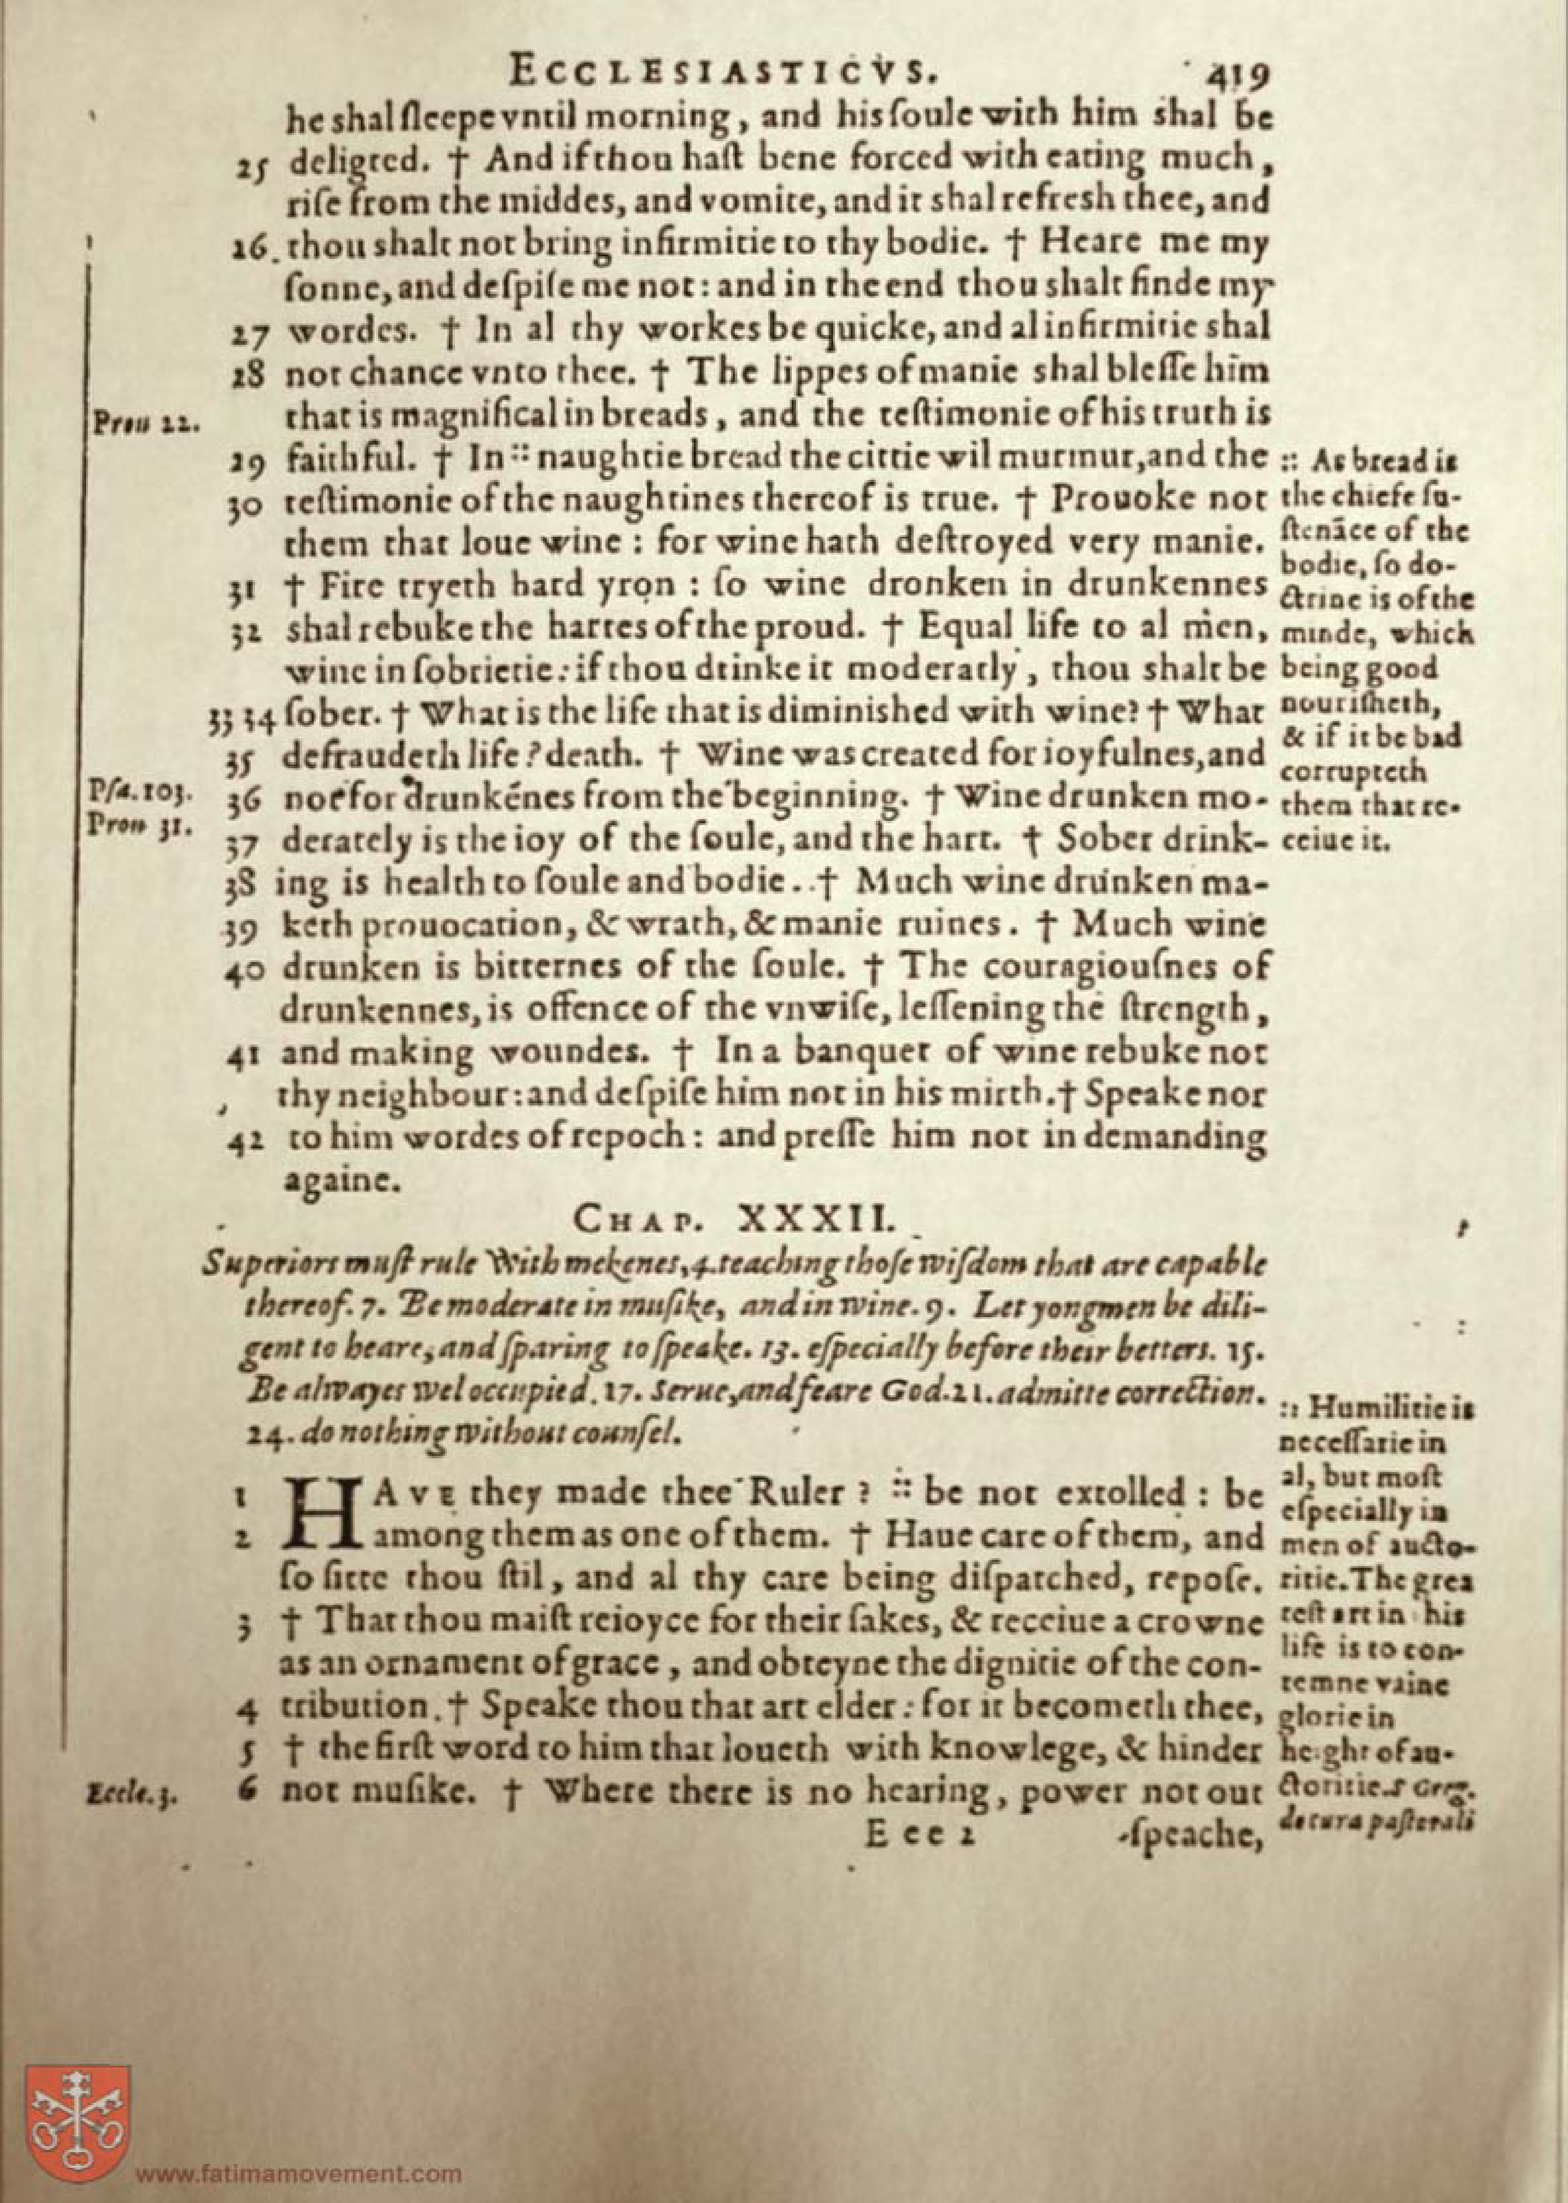 ECCLESIASTICVS. 419
he shal ſleepe vntil morning, and his ſoule with him shal be
25 deligted. † And if thou haſt bene forced with eating much,
riſe from the middes, and vomite, and it shal refresh thee, and
26. thou shalt not bring infirmitie to thy bodie. † Heare me my
ſonne, and deſpiſe me not: and in the end thou shalt finde my
27 wordes. † In al thy workes be quicke, and al infirmitie shal
28 not chance vnto thee. † The lippes of manie shal bleſſe him
Prou 22. that is magnifical in breads, and the teſtimonie of his truth is
29 faithful. † In :: naughtie bread the cittie wil murmur, and the
30 teſtimonie of the naughtines thereof is true. † Prouoke not
them that loue wine : for wine hath deſtroyed very manie.
31 † Fire tryeth hard yron : ſo wine dronken in drunkennes
32 shal rebuke the hartes of the proud. † Equal life to al men,
wine in ſobrietie: if thou drinke it moderatly, thou shalt be
33 34 ſober. † What is the life that is diminished with wine? † What
35 defraudeth life? death. † Wine was created for ioyfulnes, and
Pſa. 103. 36 not for drunkénes from the beginning. † Wine drunken mo-
Prou 31. 37 derately is the ioy of the ſoule, and the hart. † Sober drink-
38 ing is health to ſoule and bodie. † Much wine drunken ma-
39 keth prouocation, & wrath, & manie ruines. † Much wine
40 drunken is bitternes of the ſoule. † The couragiouſnes of
drunkennes, is offence of the vnwiſe, leſſening the ſtrength,
41 and making woundes. † In a banquet of wine rebuke not
thy neighbour: and deſpiſe him not in his mirth. † Speake not
42 to him wordes of repoch: and preſſe him not in demanding
againe.
:: As bread is
the chiefe ſu-
ſtenāce of the
bodie, ſo do-
ctrine is of the
minde, which
being good
nourisheth,
& if it be bad
corrupteth
them that re-
ceiue it.
CHAP. XXXII.
Superiors muſt rule with mekenes, 4. teaching thoſe wiſdom that are capable
thereof. 7. Be moderate in muſike, and in wine. 9. Let yongmen be dili-
gent to heare, and ſparing to ſpeake. 13. eſpecially before their betters. 15.
Be alwayes wel occupied. 17. Serue, and feare God. 21. admitte correction.
24. do nothing without counſel.
1 HAVE they made thee Ruler ? :: be not extolled : be
2 among them as one of them. † Haue care of them, and
ſo ſitte thou ſtil, and al thy care being diſpatched, repoſe.
3 † That thou maiſt reioyce for their ſakes, & receiue a crowne
as an ornament of grace, and obteyne the dignitie of the con-
4 tribution. † Speake thou that art elder: for it becometh thee,
5 † the firſt word to him that loueth with knowlege, & hinder
Eccle. 3. 6 not muſike. † Where there is no hearing, power not out
Eee 2 ſpeache,
:: Humilitie is
neceſſarie in
al, but moſt
eſpecially in
men of aucto-
ritie. The grea
teſt art in his
life is to con-
temne vaine
glorie in
height of au-
ctoritie. S Greg.
de cura paſtorali
www.fatimamovement.com